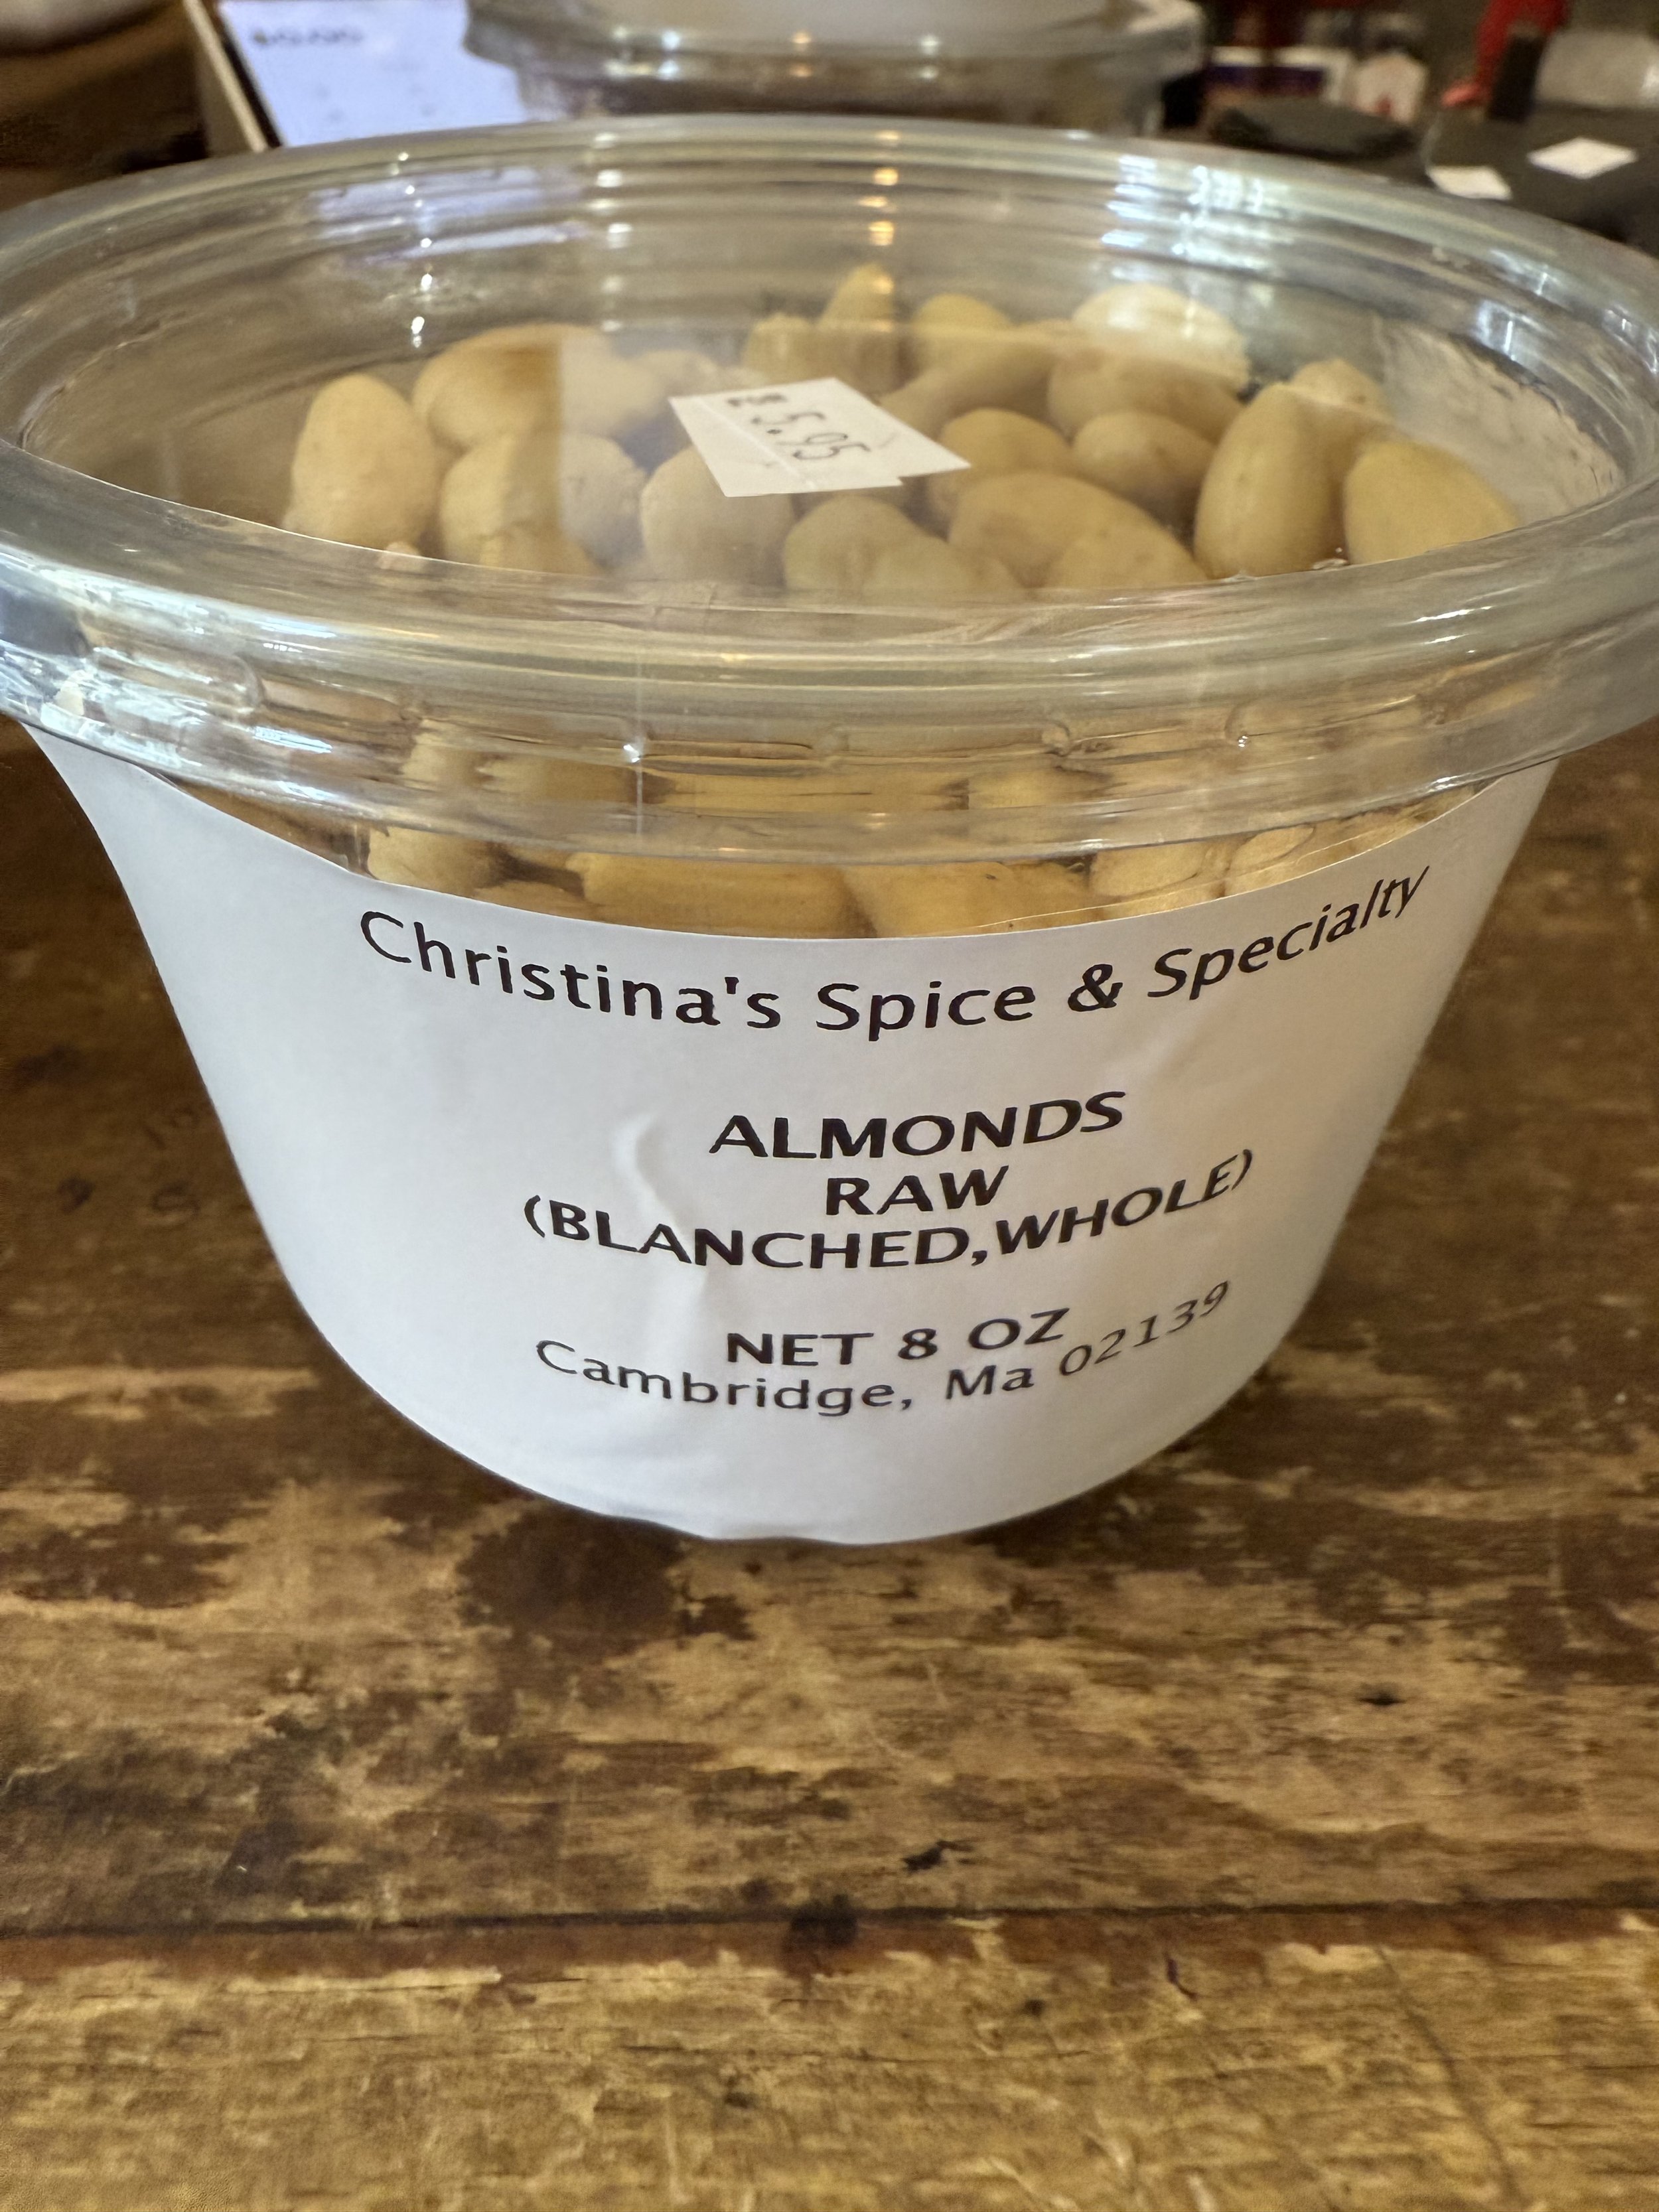 5.95
Christina's Spice & Specialty
ALMONDS
RAW
(BLANCHED,WHOLE)
NET 8 OZ
Cambridge, Ma 02139